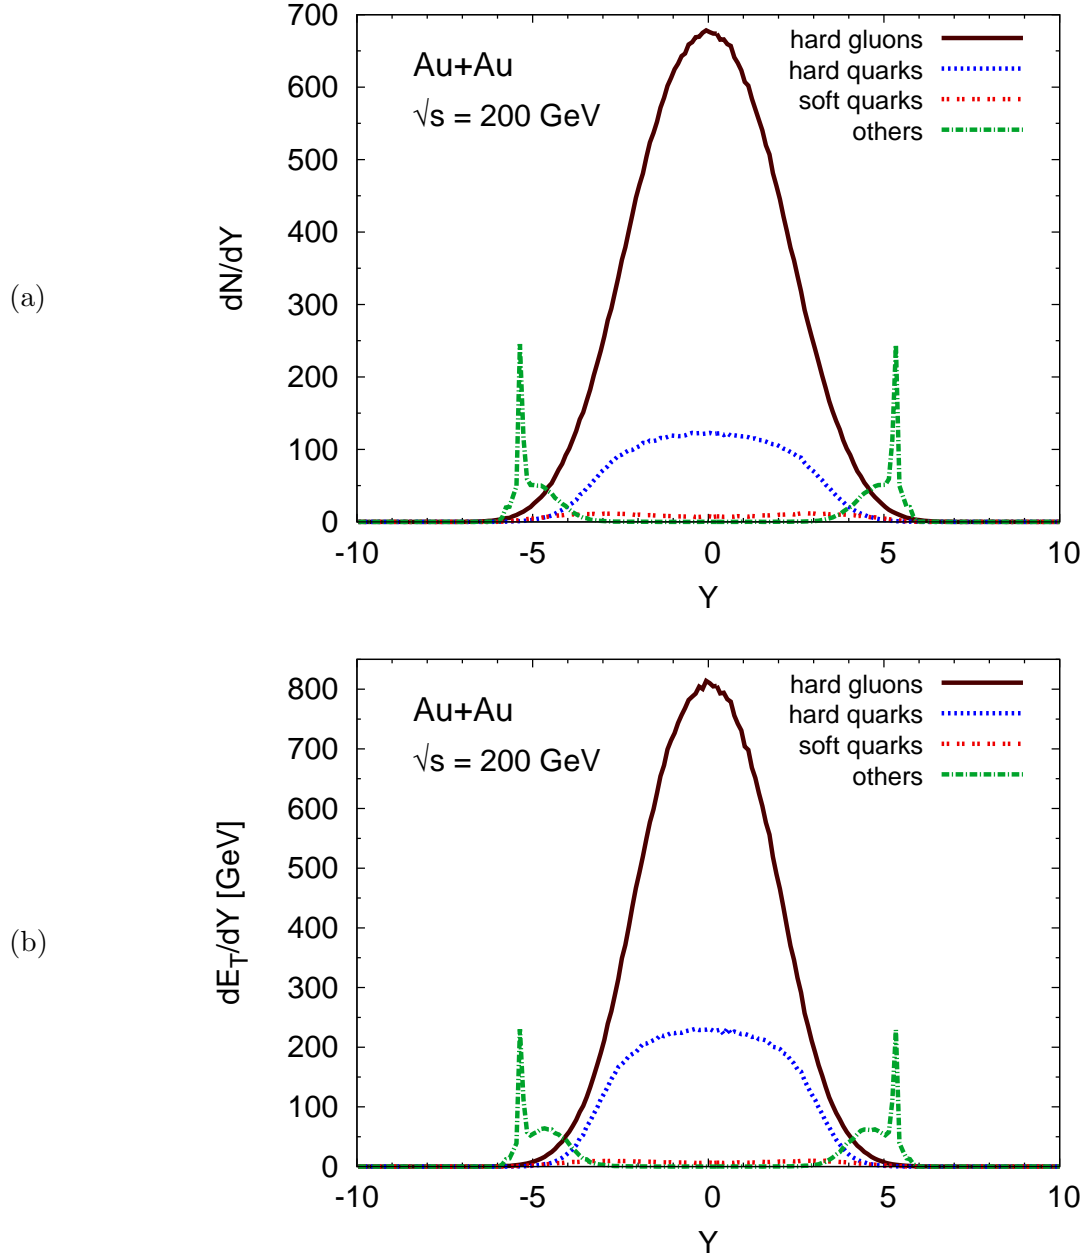 (a)
Au+Au
√s = 200 GeV
hard gluons
hard quarks
soft quarks
others
dN/dY
700
600
500
400
300
200
100
0
-10 -5 0 5 10
Y
(b)
Au+Au
√s = 200 GeV
hard gluons
hard quarks
soft quarks
others
dE_T/dY [GeV]
800
700
600
500
400
300
200
100
0
-10 -5 0 5 10
Y